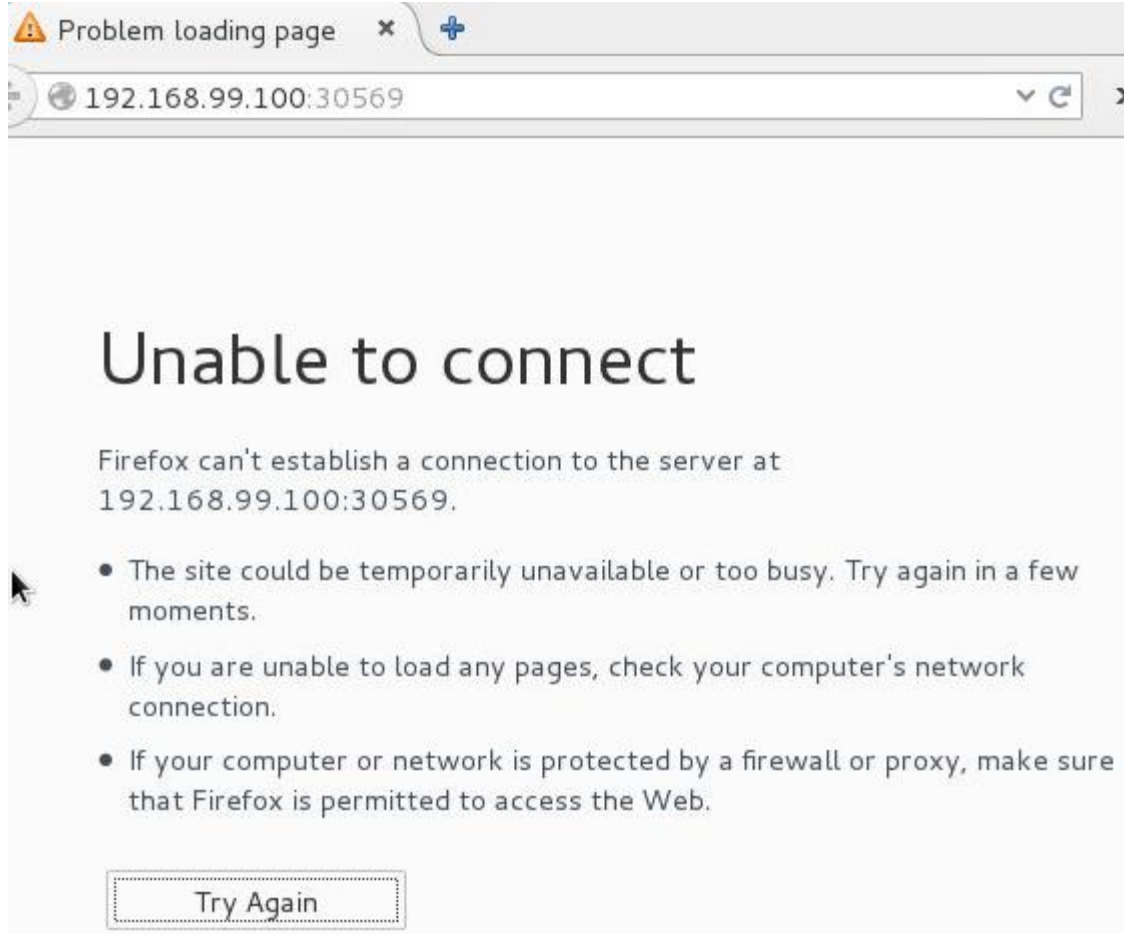 Problem loading page
192.168.99.100:30569
Unable to connect
Firefox can't establish a connection to the server at
192.168.99.100:30569.
The site could be temporarily unavailable or too busy. Try again in a few
moments.
If you are unable to load any pages, check your computer's network
connection.
If your computer or network is protected by a firewall or proxy, make sure
that Firefox is permitted to access the Web.
Try Again